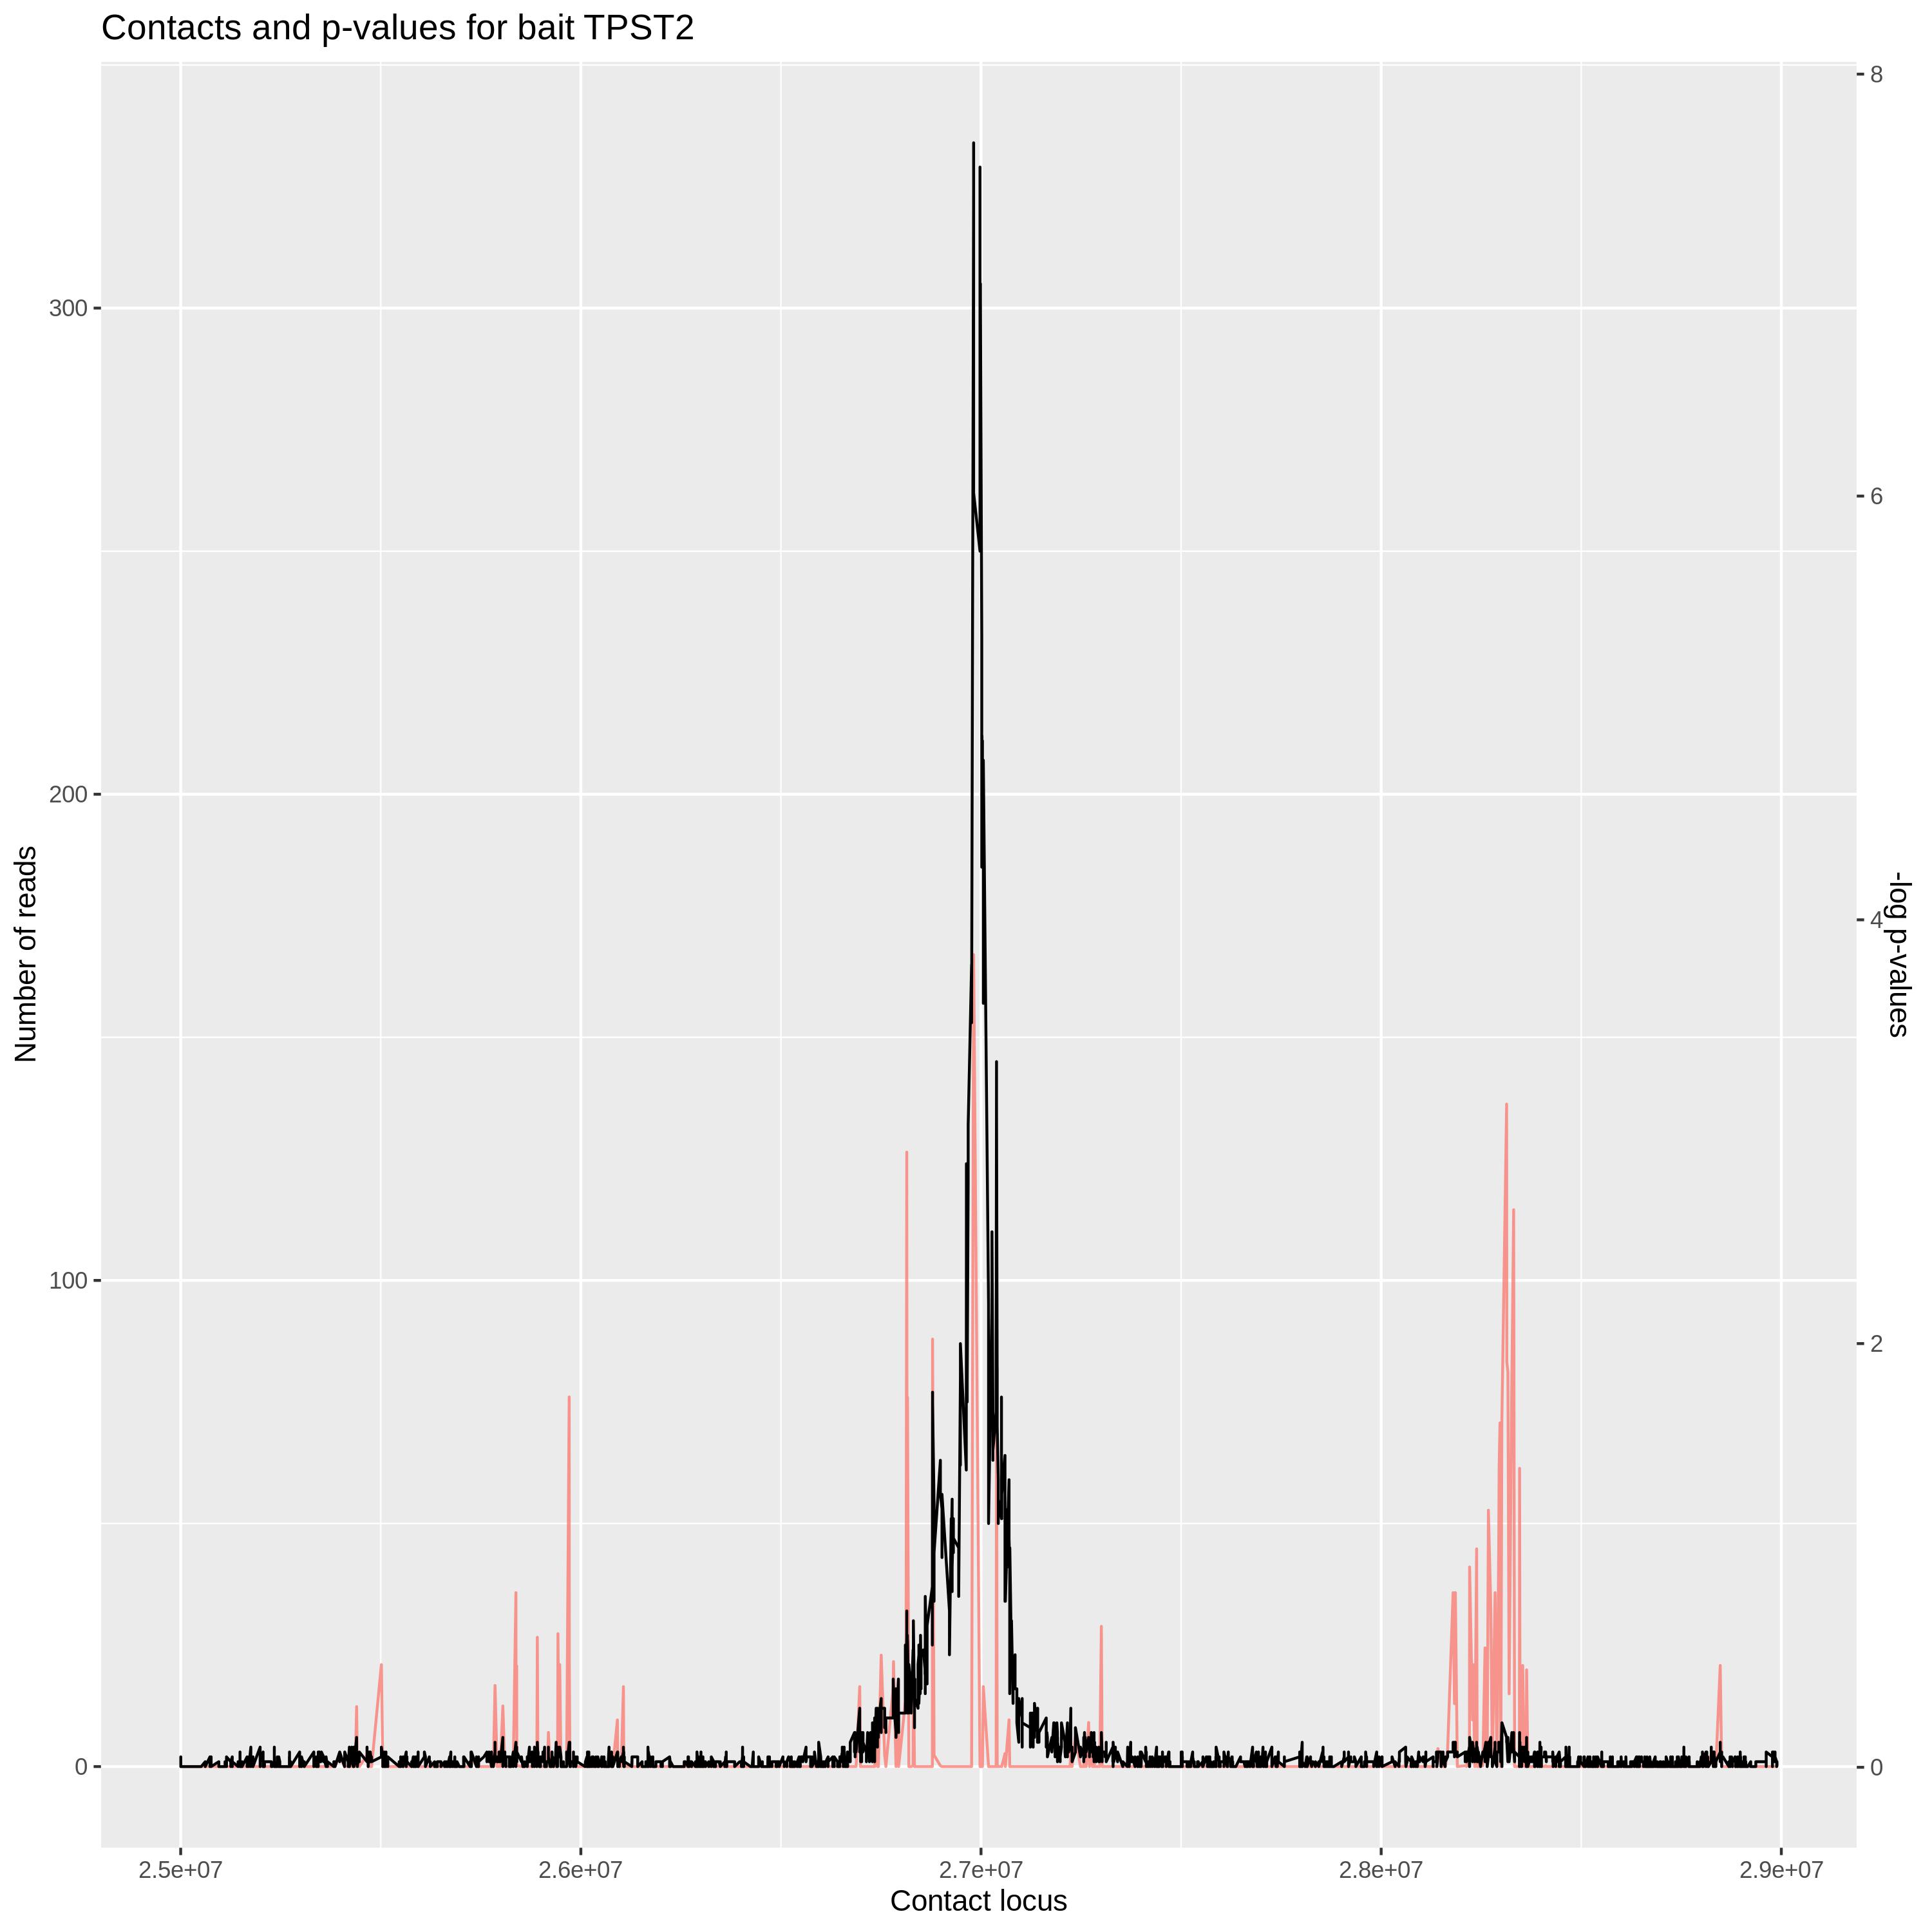 Contacts and p-values for bait TPST2
Number of reads
300
200
100
0
8
6
4
2
0
-log p-values
2.5e+07
2.6e+07
2.7e+07
2.8e+07
2.9e+07
Contact locus